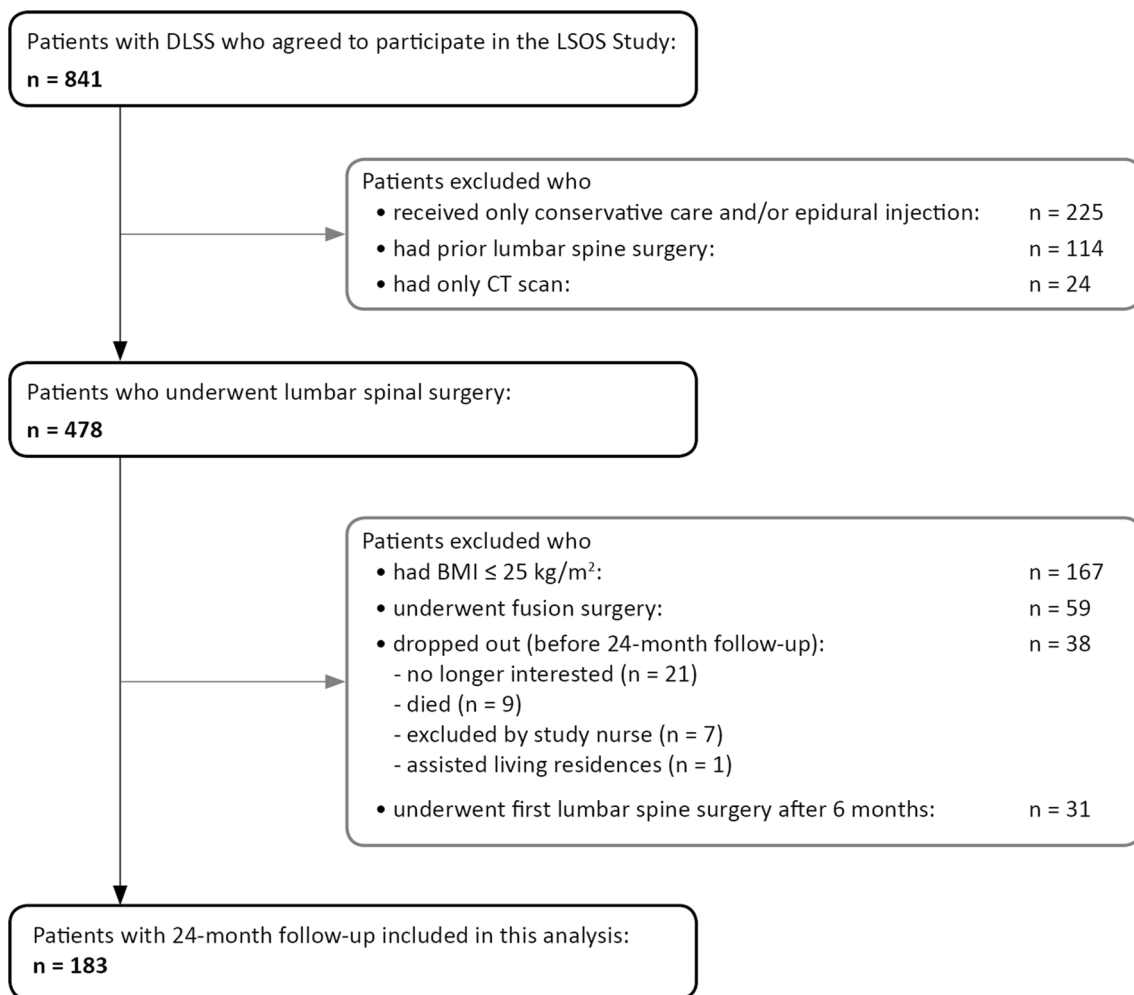 Patients with DLSS who agreed to participate in the LSOS Study:
n = 841
Patients excluded who
• received only conservative care and/or epidural injection: n = 225
• had prior lumbar spine surgery: n = 114
• had only CT scan: n = 24
Patients who underwent lumbar spinal surgery:
n = 478
Patients excluded who
• had BMI ≤ 25 kg/m²: n = 167
• underwent fusion surgery: n = 59
• dropped out (before 24-month follow-up): n = 38
- no longer interested (n = 21)
- died (n = 9)
- excluded by study nurse (n = 7)
- assisted living residences (n = 1)
• underwent first lumbar spine surgery after 6 months: n = 31
Patients with 24-month follow-up included in this analysis:
n = 183